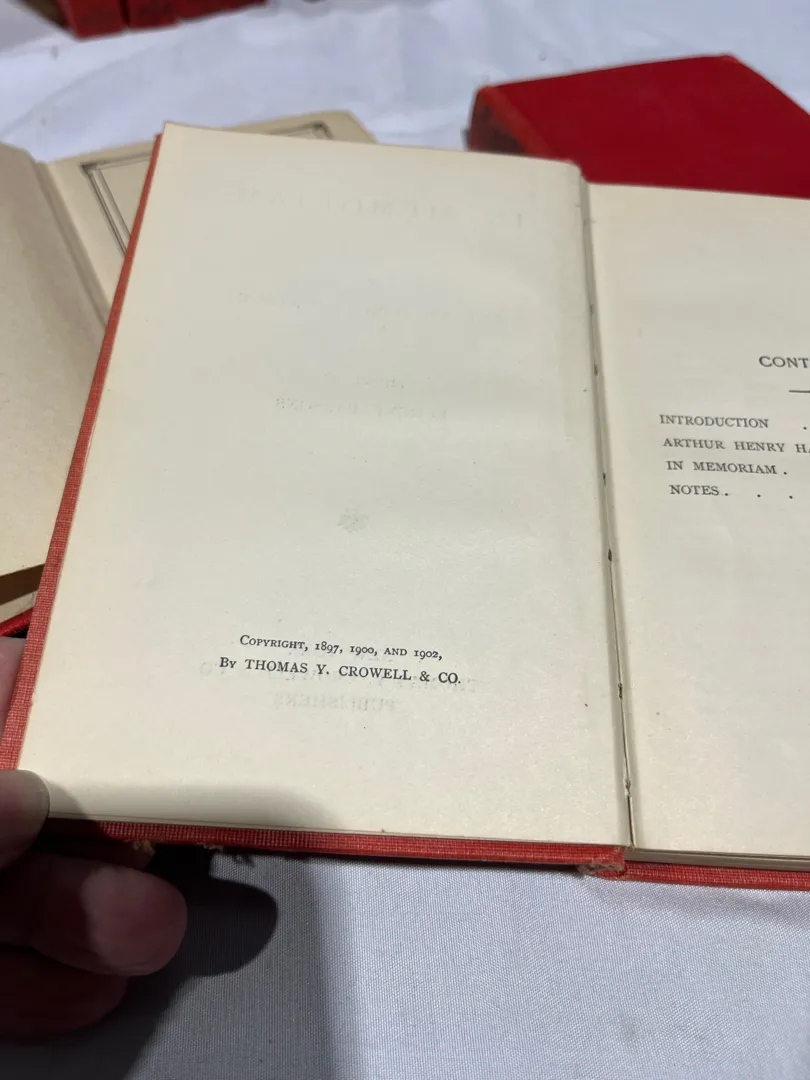 Copyright, 1897, 1900, and 1902,
By THOMAS Y. CROWELL & CO.
CONT
INTRODUCTION .
ARTHUR HENRY HA
IN MEMORIAM .
NOTES . . .